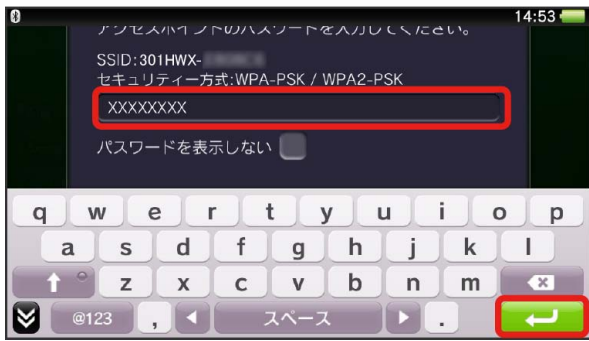 14:53
アクセスポイントのパスワードを入力してください。
SSID:301HWX-
セキュリティー方式:WPA-PSK / WPA2-PSK
XXXXXXXX
パスワードを表示しない
q w e r t y u i o p
a s d f g h j k l
z x c v b n m
@123 , スペース .